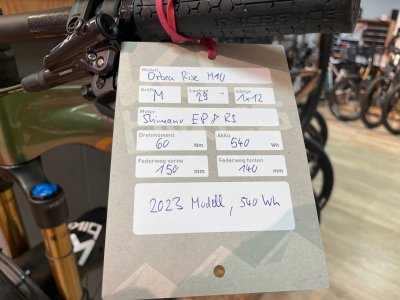 Modell
Orbea Rise M10
Größe Laufrad Gänge
M 29 " 1x12
Motor
Shimano EP8 RS
Drehmoment Akku
60 Nm 540 Wh
Federweg vorne Federweg hinten
150 mm 140 mm
2023 Modell, 540 Wh